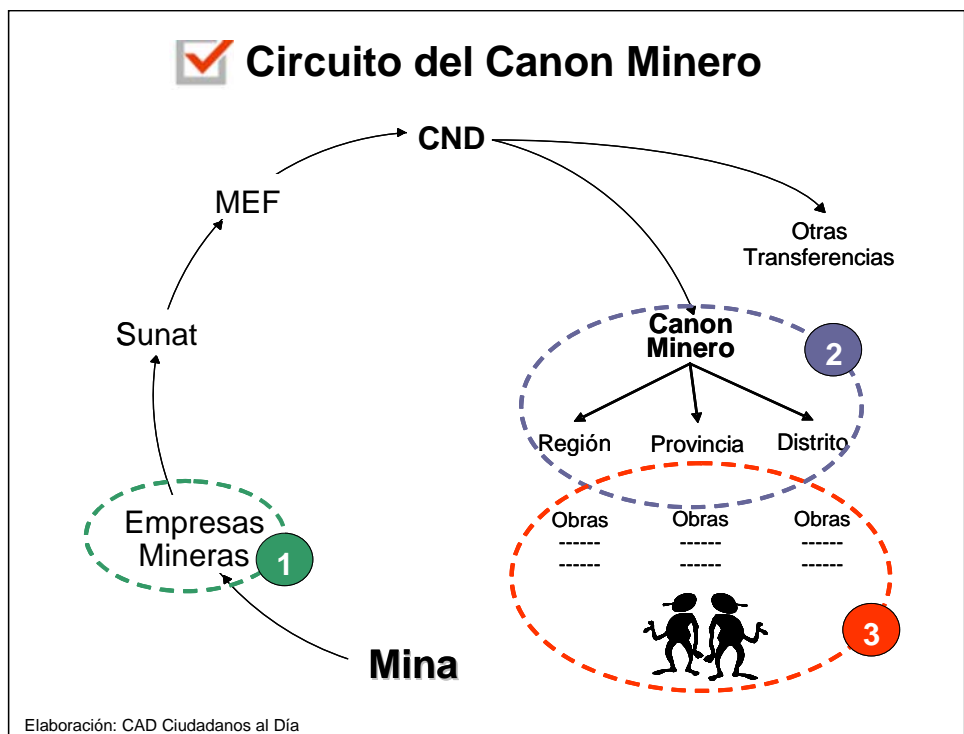 Circuito del Canon Minero
CND
MEF
Otras
Transferencias
Sunat
Canon
Minero
2
Región Provincia Distrito
Empresas
Mineras
1
Obras Obras Obras
------ ------ ------
------ ------ ------
3
Mina
Elaboración: CAD Ciudadanos al Día